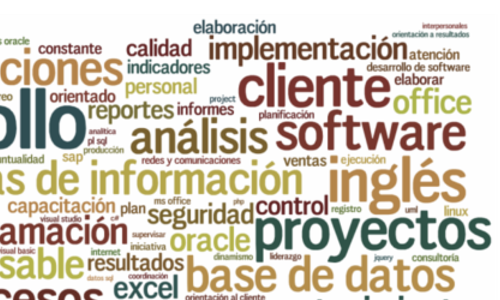 elaboración
interpersonales
s oracle
constante
calidad
implementación
orientación a resultados
atención
ciones
indicadores
desarrollo de software
personal
cliente
elaborar
reo
orientado
project
office
ollo
reportes
informes
planificación
analítica
pl sql
análisis
software
producción
untualidad
sap
redes y comunicaciones
ventas
ejecución
as de información
inglés
capacitación
plan
ms office
php
control
registro
uml
linux
visual studio
c#
seguridad
proyectos
amación
supervisar
iniciativa
oracle
visual basic
internet
dinamismo
liderazgo
jquery
consultoría
sable
resultados
base de datos
datos sql
coordinación
cesos
excel
orientación al cliente